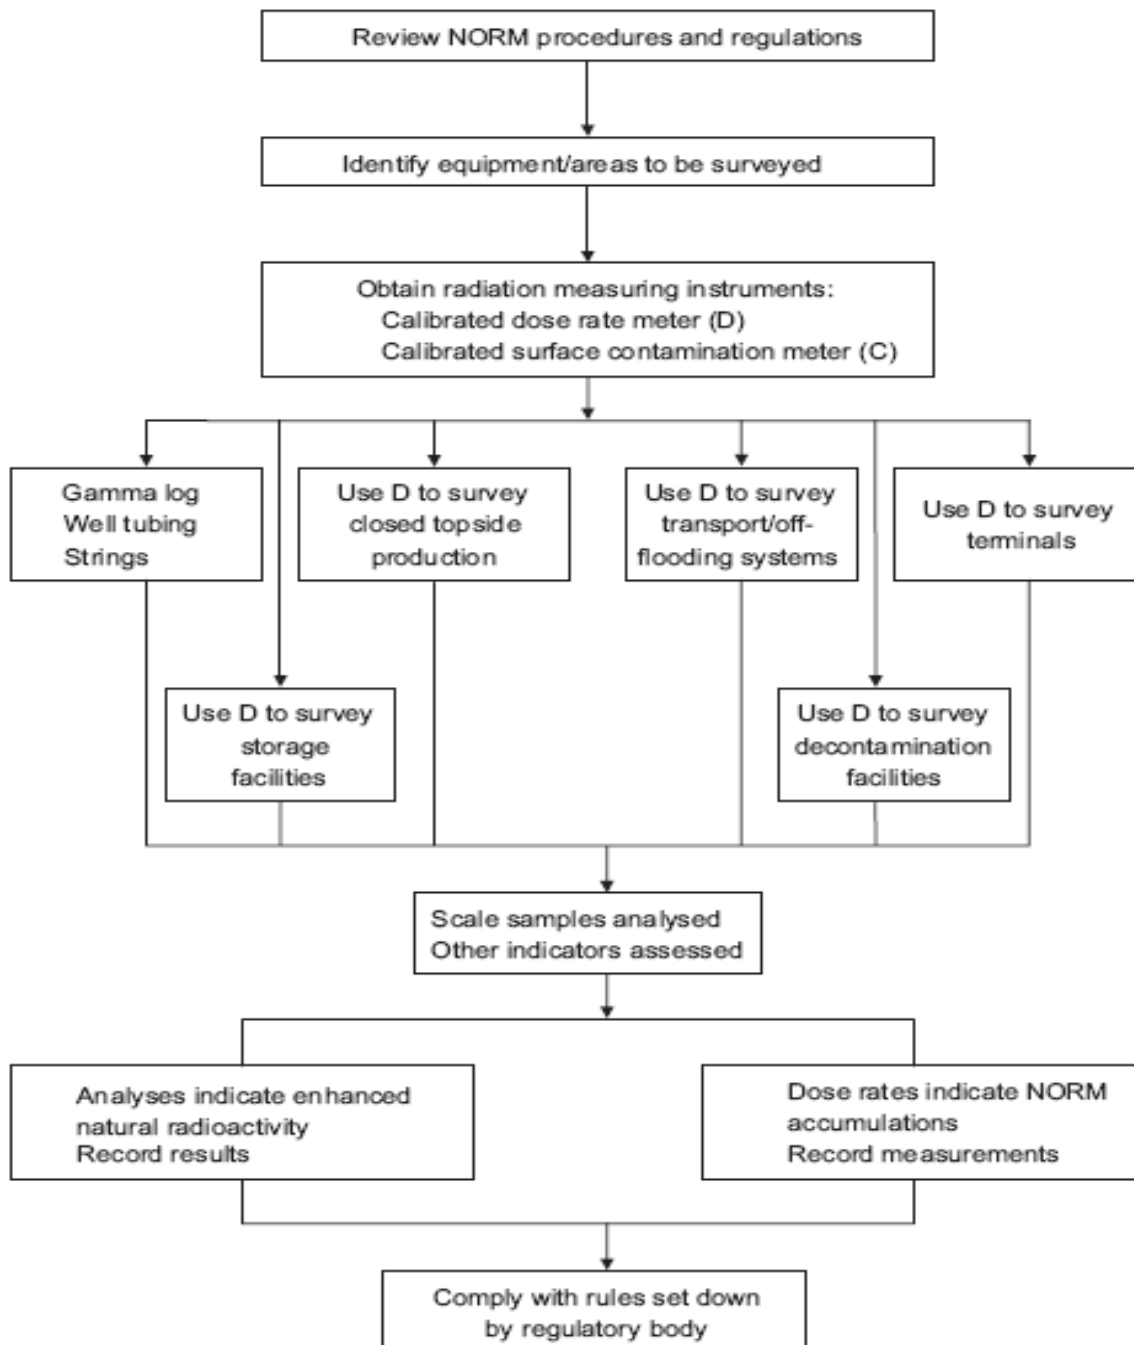 Review NORM procedures and regulations
Identify equipment/areas to be surveyed
Obtain radiation measuring instruments:
Calibrated dose rate meter (D)
Calibrated surface contamination meter (C)
Gamma log
Well tubing
Strings
Use D to survey
closed topside
production
Use D to survey
transport/off-
flooding systems
Use D to survey
terminals
Use D to survey
storage
facilities
Use D to survey
decontamination
facilities
Scale samples analysed
Other indicators assessed
Analyses indicate enhanced
natural radioactivity
Record results
Dose rates indicate NORM
accumulations
Record measurements
Comply with rules set down
by regulatory body